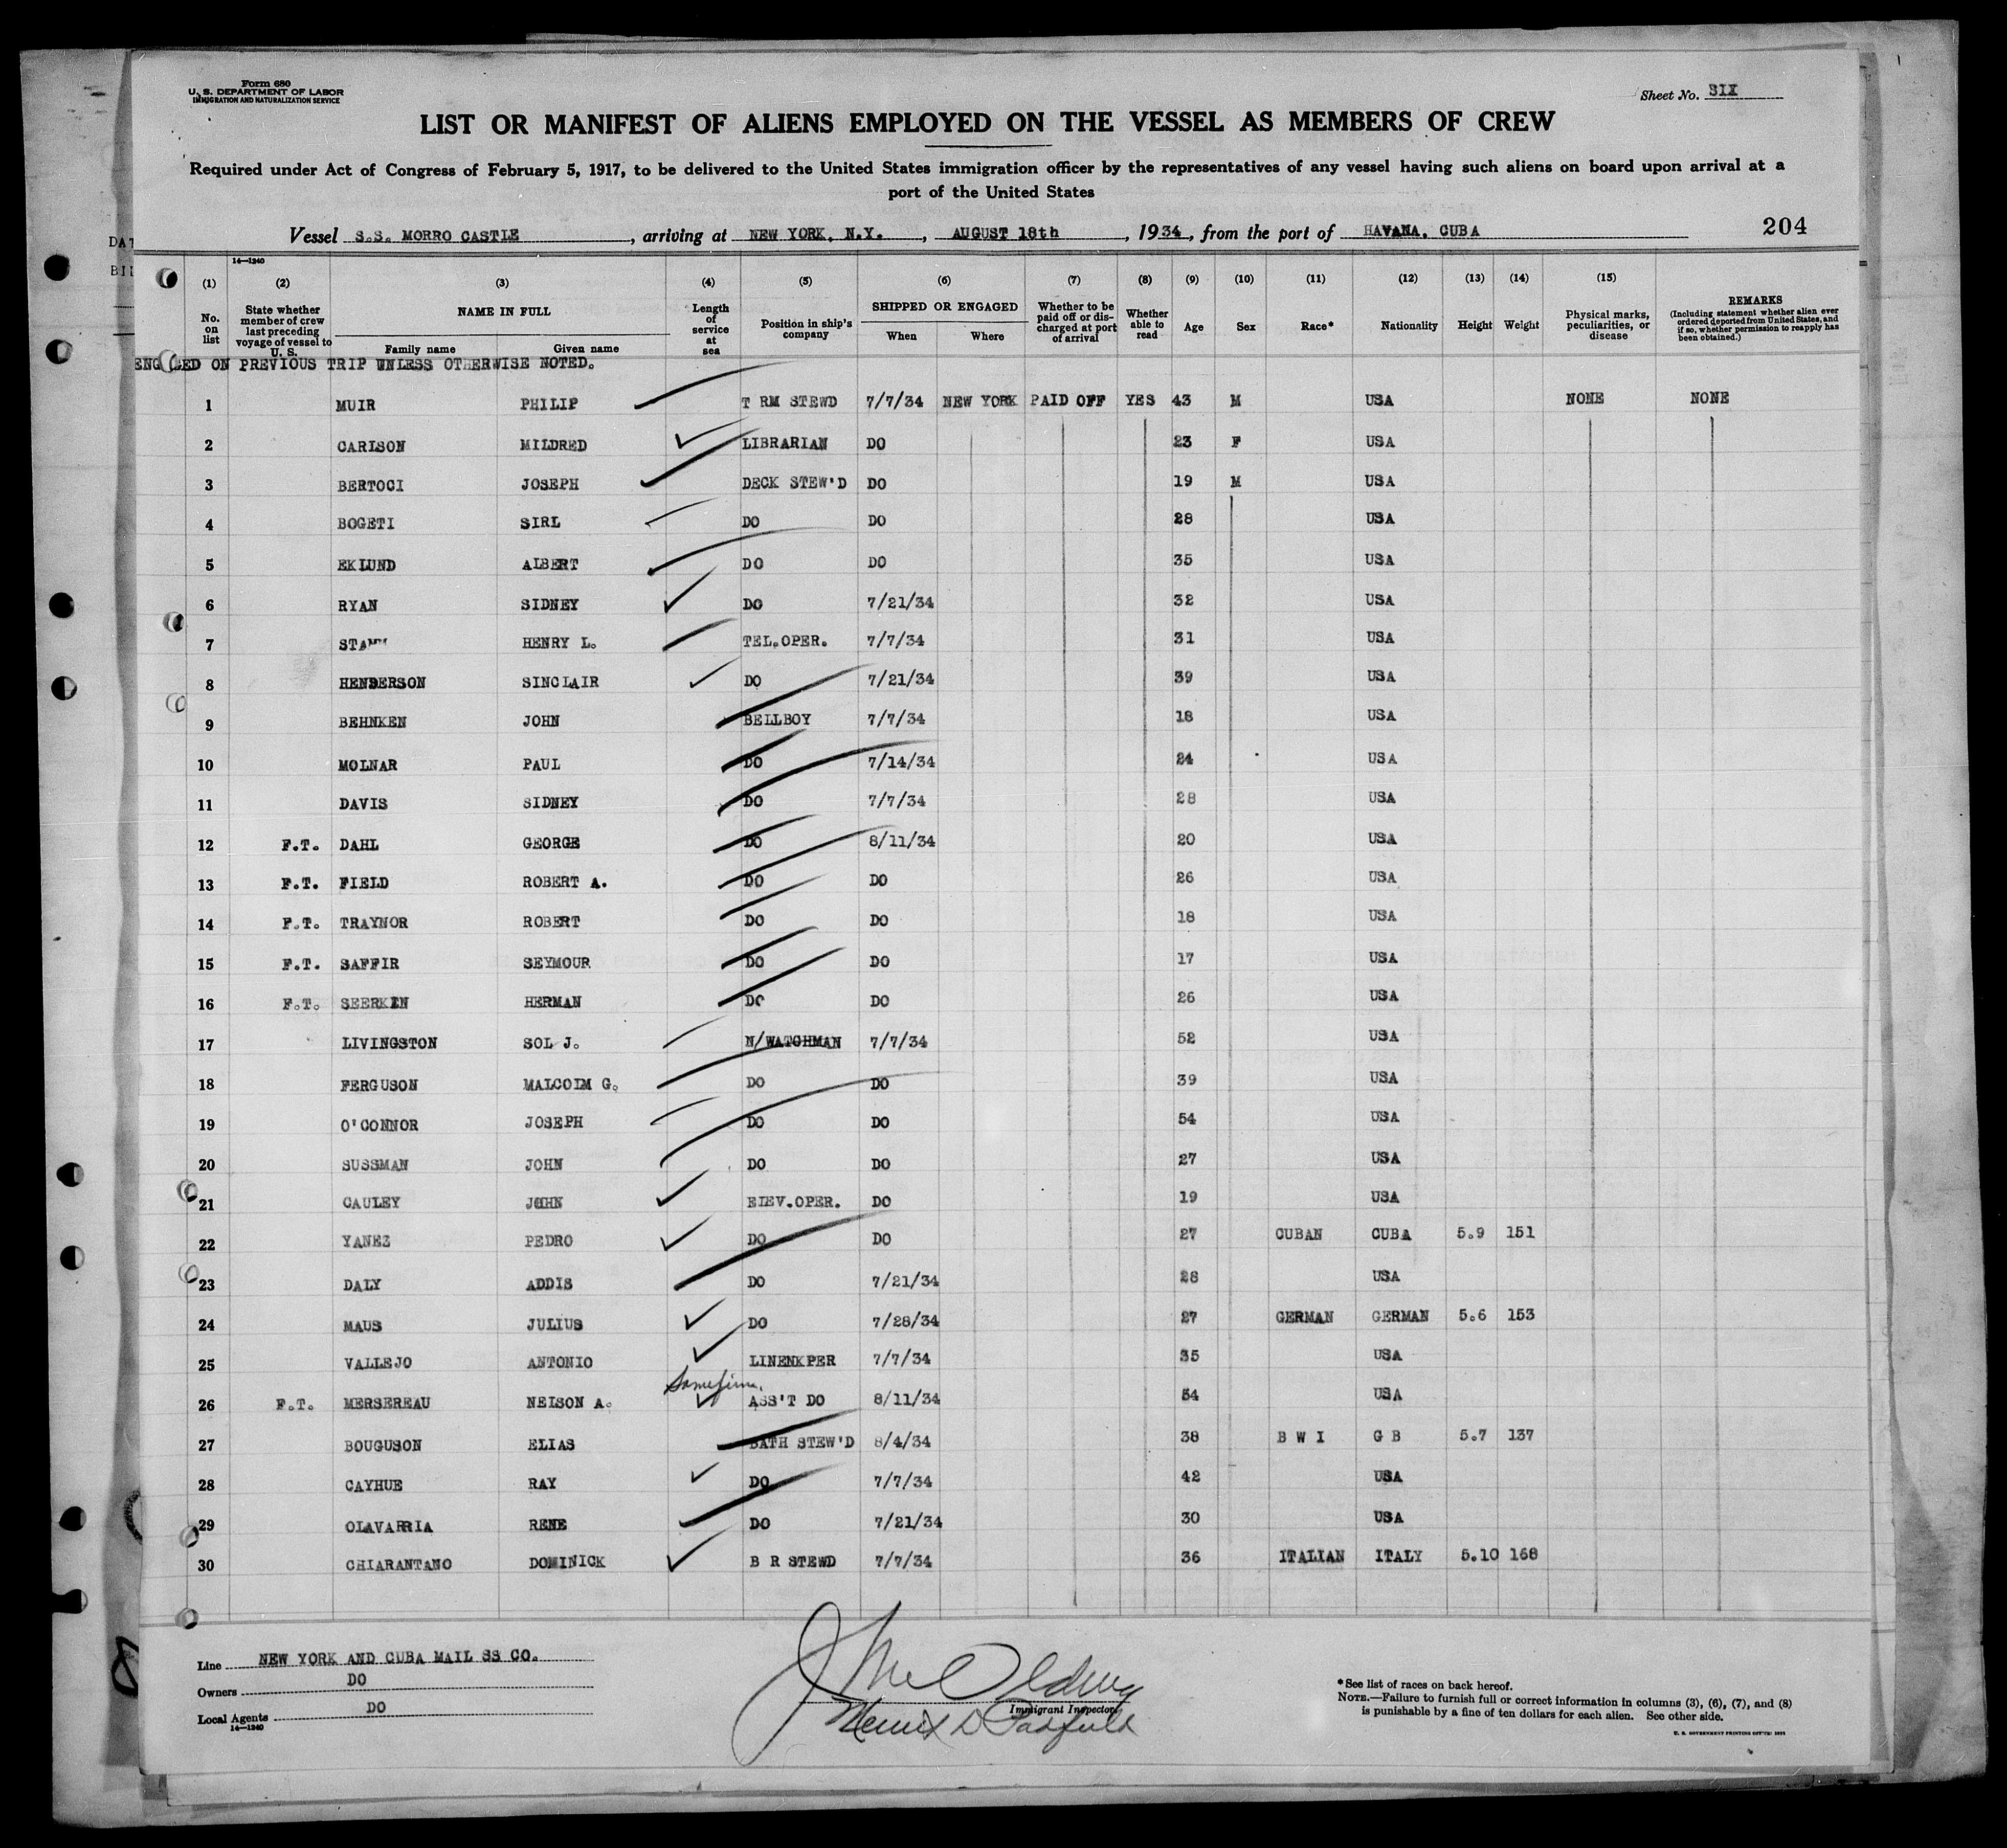 Form 680
U. S. DEPARTMENT OF LABOR
IMMIGRATION AND NATURALIZATION SERVICE
Sheet No. SIX
LIST OR MANIFEST OF ALIENS EMPLOYED ON THE VESSEL AS MEMBERS OF CREW
Required under Act of Congress of February 5, 1917, to be delivered to the United States immigration officer by the representatives of any vessel having such aliens on board upon arrival at a
port of the United States
Vessel S.S. MORRO CASTLE, arriving at NEW YORK, N.Y., AUGUST 18th, 1934, from the port of HAVANA, CUBA 204
14—1240
(1) (2) (3) (4) (5) (6) (7) (8) (9) (10) (11) (12) (13) (14) (15)
No. on list State whether member of crew last preceding voyage of vessel to U. S. NAME IN FULL Family name Given name Length of service at sea Position in ship's company SHIPPED OR ENGAGED When Where Whether to be paid off or discharged at port of arrival Whether able to read Age Sex Race* Nationality Height Weight Physical marks, peculiarities, or disease REMARKS (Including statement whether alien ever ordered deported from United States, and if so, whether permission to reapply has been obtained.)
ENGAGED ON PREVIOUS TRIP UNLESS OTHERWISE NOTED.
1 MUIR PHILIP T RM STEWD 7/7/34 NEW YORK PAID OFF YES 43 M USA NONE NONE
2 CARLSON MILDRED LIBRARIAN DO 23 F USA
3 BERTOCI JOSEPH DECK STEW'D DO 19 M USA
4 BOGETI SIRL DO DO 28 USA
5 EKLUND ALBERT DO DO 35 USA
6 RYAN SIDNEY DO 7/21/34 32 USA
7 HENRY L. TEL.OPER. 7/7/34 31 USA
8 HENDERSON SINCLAIR DO 7/21/34 39 USA
9 BEHNKEN JOHN BELLBOY 7/7/34 18 USA
10 MOLNAR PAUL DO 7/14/34 24 USA
11 DAVIS SIDNEY DO 7/7/34 28 USA
12 F.T. DAHL GEORGE DO 8/11/34 20 USA
13 F.T. FIELD ROBERT A. DO DO 26 USA
14 F.T. TRAYNOR ROBERT DO DO 18 USA
15 F.T. SAFFIR SEYMOUR DO DO 17 USA
16 F.T. SEERKIN HERMAN DO DO 26 USA
17 LIVINGSTON SOL J. N/WATCHMAN 7/7/34 52 USA
18 FERGUSON MALCOLM G. DO DO 39 USA
19 O'CONNOR JOSEPH DO DO 54 USA
20 SUSSMAN JOHN DO DO 27 USA
21 CAULEY JOHN ELEV.OPER. DO 19 USA
22 YANEZ PEDRO DO DO 27 CUBAN CUBA 5.9 151
23 DALY ADDIS DO 7/21/34 28 USA
24 MAUS JULIUS DO 7/28/34 27 GERMAN GERMAN 5.6 153
25 VALLEJO ANTONIO LINENKPER 7/7/34 35 USA
26 F.T. MERSEREAU NELSON A. ASS'T DO 8/11/34 54 USA
27 BOUGUSON ELIAS BATH STEW'D 8/4/34 38 B W I G B 5.7 137
28 CAYHUE RAY DO 7/7/34 42 USA
29 OLAVARRIA RENE DO 7/21/34 30 USA
30 CHIARANTANO DOMINICK B R STEWD 7/7/34 36 ITALIAN ITALY 5.10 168
Line NEW YORK AND CUBA MAIL SS CO.
Owners DO
Local Agents DO
14—1240
Immigrant Inspector
*See list of races on back hereof.
NOTE.—Failure to furnish full or correct information in columns (3), (6), (7), and (8)
is punishable by a fine of ten dollars for each alien. See other side.